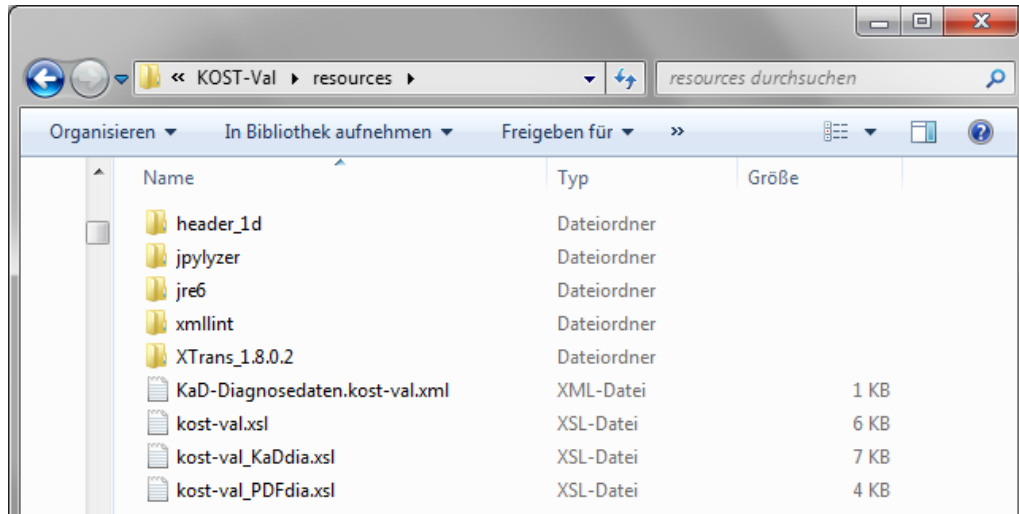 « KOST-Val ▸ resources ▸ resources durchsuchen
Organisieren In Bibliothek aufnehmen Freigeben für »
Name Typ Größe
header_1d Dateiordner
jpylyzer Dateiordner
jre6 Dateiordner
xmllint Dateiordner
XTrans_1.8.0.2 Dateiordner
KaD-Diagnosedaten.kost-val.xml XML-Datei 1 KB
kost-val.xsl XSL-Datei 6 KB
kost-val_KaDdia.xsl XSL-Datei 7 KB
kost-val_PDFdia.xsl XSL-Datei 4 KB